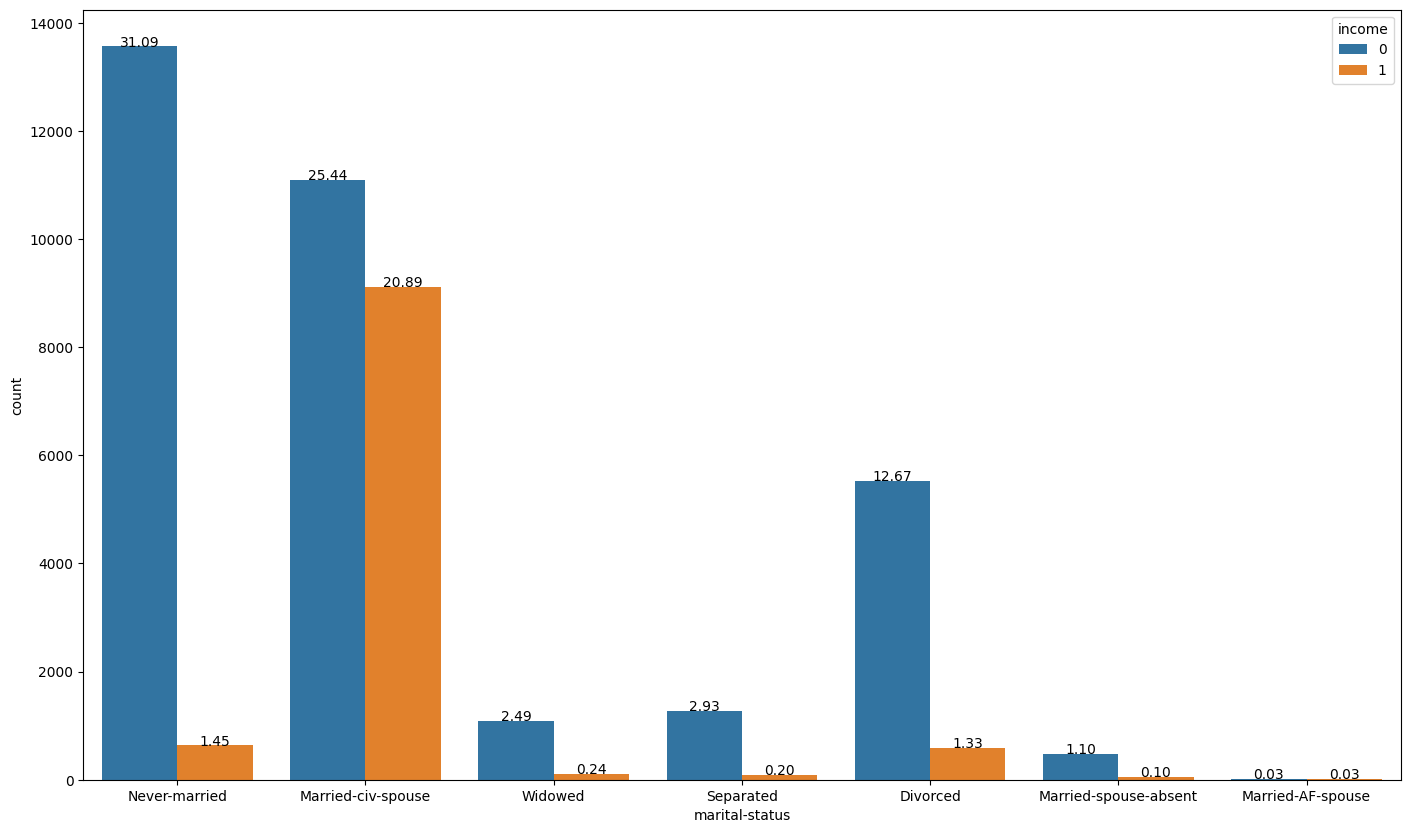 14000
12000
10000
8000
6000
4000
2000
0
count
31.09
1.45
25.44
20.89
2.49
0.24
2.93
0.20
12.67
1.33
1.10
0.10
0.03
0.03
income
0
1
Never-married
Married-civ-spouse
Widowed
Separated
Divorced
Married-spouse-absent
Married-AF-spouse
marital-status